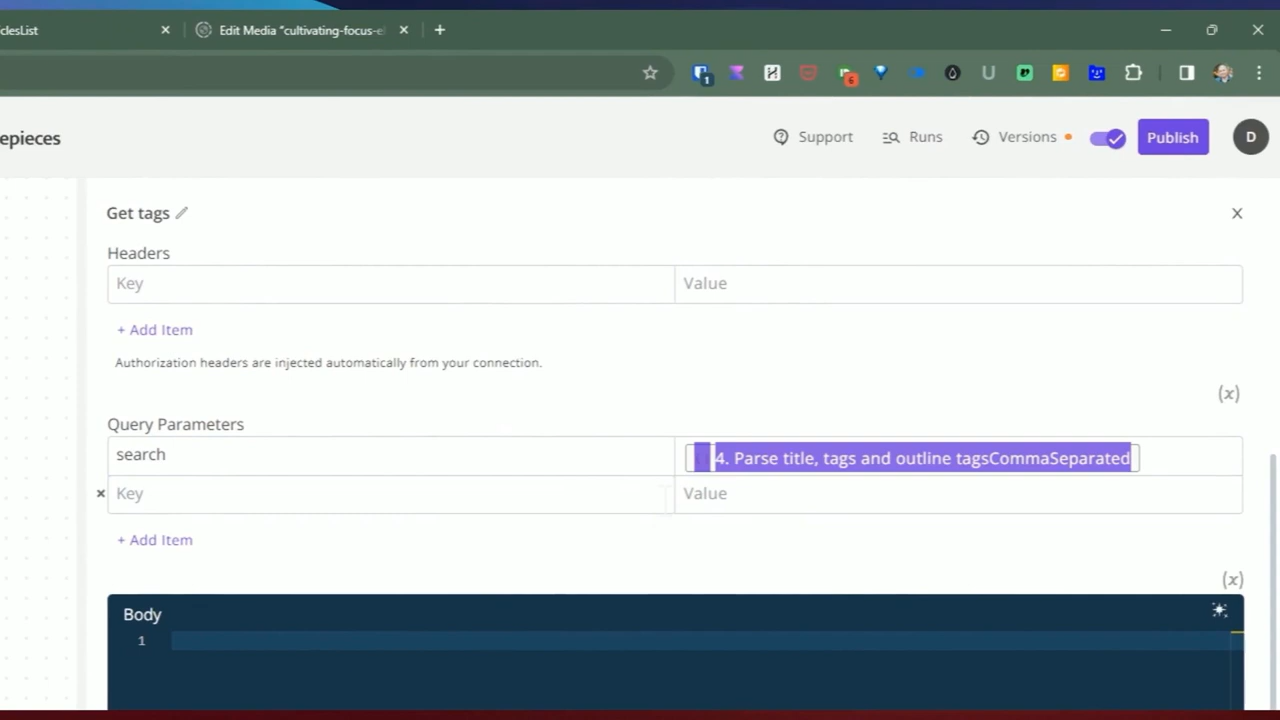 clesList
Edit Media "cultivating-focus-e
1
6
U
epieces
Support
Runs
Versions
Publish
D
Get tags
Headers
Key
Value
+ Add Item
Authorization headers are injected automatically from your connection.
(x)
Query Parameters
search
4. Parse title, tags and outline tagsCommaSeparated
Key
Value
+ Add Item
(x)
Body
1